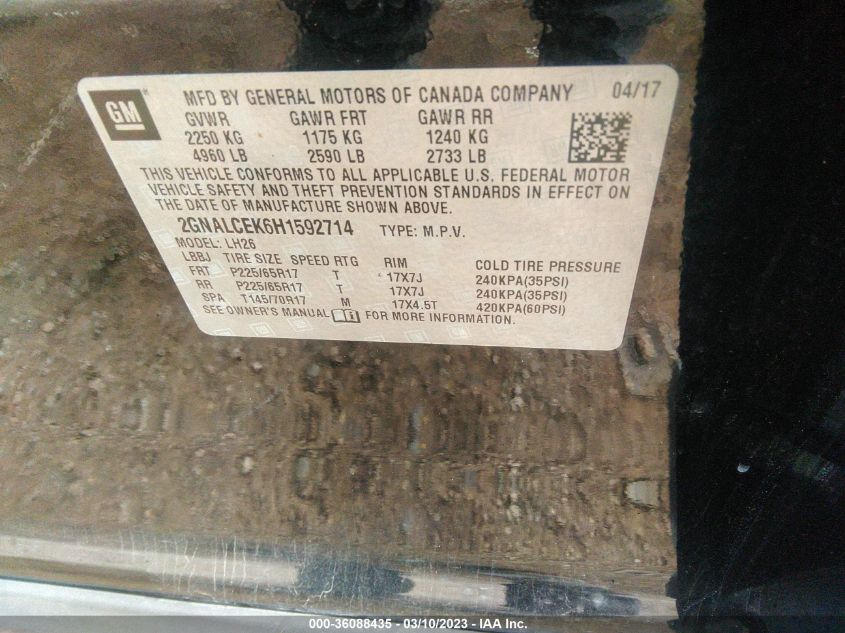 GM
MFD BY GENERAL MOTORS OF CANADA COMPANY 04/17
GVWR GAWR FRT GAWR RR
2250 KG 1175 KG 1240 KG
4960 LB 2590 LB 2733 LB
THIS VEHICLE CONFORMS TO ALL APPLICABLE U.S. FEDERAL MOTOR
VEHICLE SAFETY AND THEFT PREVENTION STANDARDS IN EFFECT ON
THE DATE OF MANUFACTURE SHOWN ABOVE.
2GNALCEK6H1592714 TYPE: M.P.V.
MODEL: LH26
LBBJ TIRE SIZE SPEED RTG RIM COLD TIRE PRESSURE
FRT P225/65R17 T 17X7J 240KPA(35PSI)
RR P225/65R17 T 17X7J 240KPA(35PSI)
SPA T145/70R17 M 17X4.5T 420KPA(60PSI)
SEE OWNER'S MANUAL FOR MORE INFORMATION.
000-36088435 - 03/10/2023 - IAA Inc.